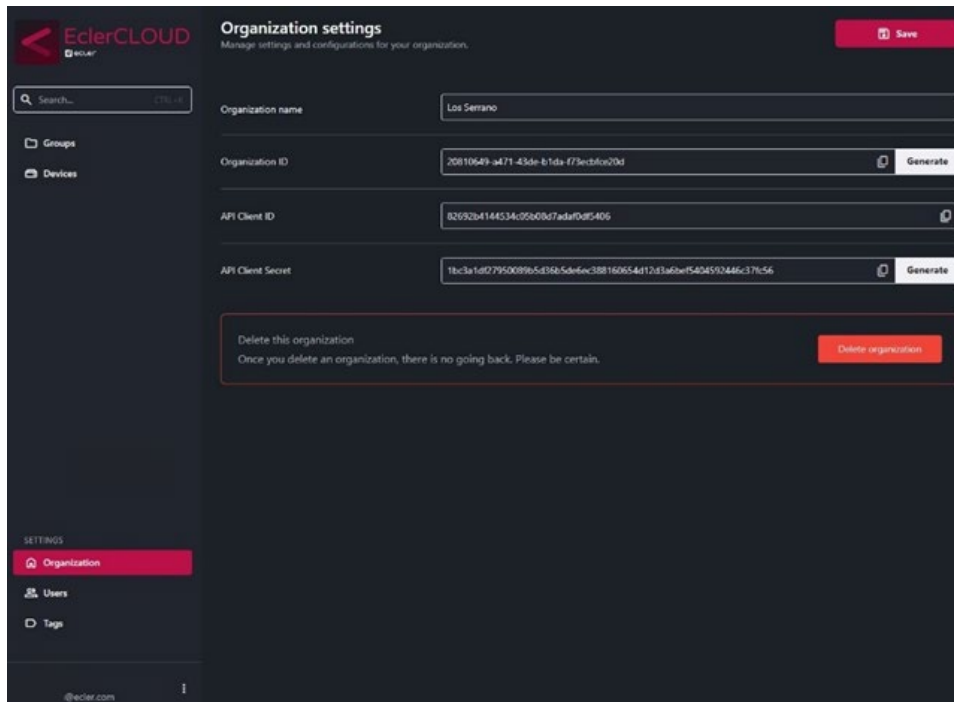 EclerCLOUD
ecler
Search...
CTRL+K
Groups
Devices
SETTINGS
Organization
Users
Tags
@ecler.com
Organization settings
Manage settings and configurations for your organization.
Save
Organization name
Los Serrano
Organization ID
20810649-a471-43de-b1da-f73ecbfce20d
Generate
API Client ID
82692b4144534c05b08d7adaf0df5406
API Client Secret
1bc3a1df27950089b5d36b5de6ec388160654d12d3a6bef5404592446c37fc56
Generate
Delete this organization
Once you delete an organization, there is no going back. Please be certain.
Delete organization